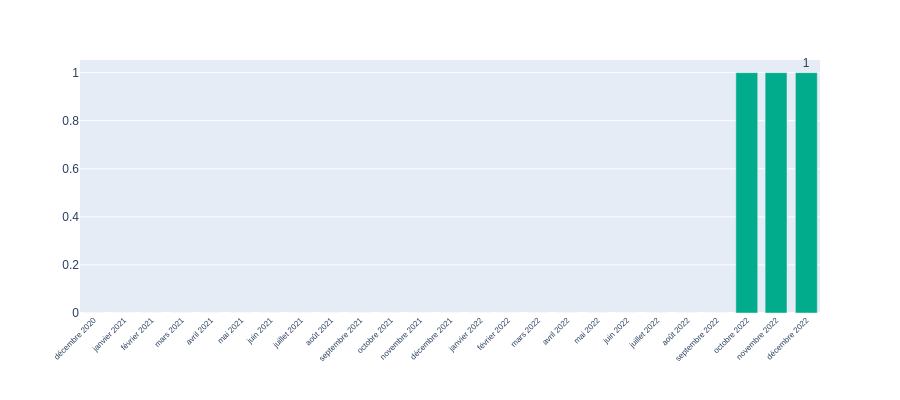 1
1
0.8
0.6
0.4
0.2
0
décembre 2020
janvier 2021
février 2021
mars 2021
avril 2021
mai 2021
juin 2021
juillet 2021
août 2021
septembre 2021
octobre 2021
novembre 2021
décembre 2021
janvier 2022
février 2022
mars 2022
avril 2022
mai 2022
juin 2022
juillet 2022
août 2022
septembre 2022
octobre 2022
novembre 2022
décembre 2022